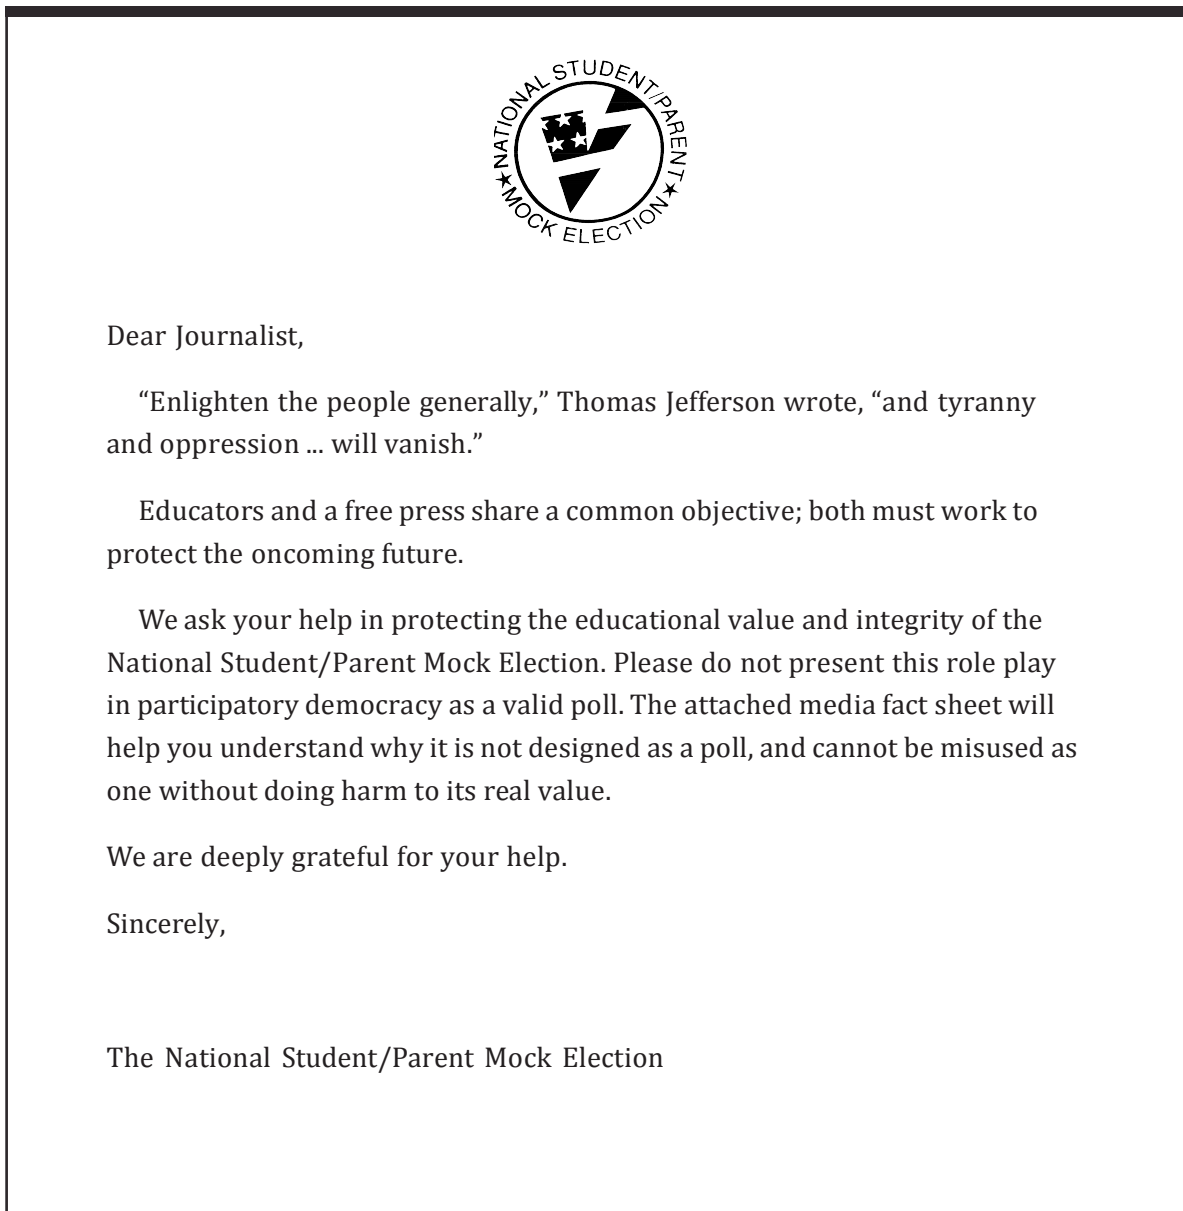 ★NATIONAL STUDENT/PARENT★
MOCK ELECTION
Dear Journalist,
“Enlighten the people generally,” Thomas Jefferson wrote, “and tyranny
and oppression ... will vanish.”
Educators and a free press share a common objective; both must work to
protect the oncoming future.
We ask your help in protecting the educational value and integrity of the
National Student/Parent Mock Election. Please do not present this role play
in participatory democracy as a valid poll. The attached media fact sheet will
help you understand why it is not designed as a poll, and cannot be misused as
one without doing harm to its real value.
We are deeply grateful for your help.
Sincerely,
The National Student/Parent Mock Election